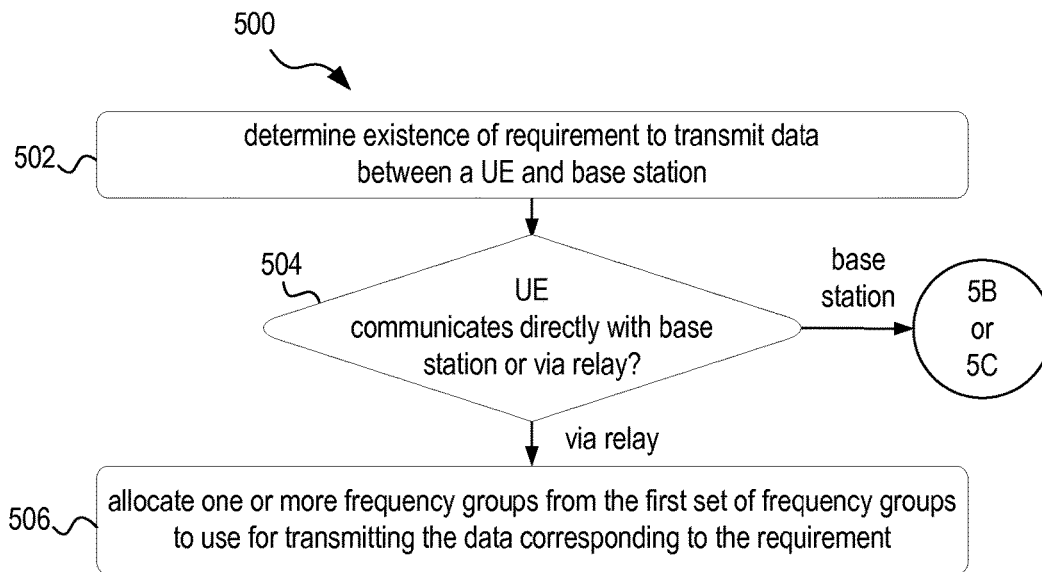 500
502
determine existence of requirement to transmit data
between a UE and base station
504
UE
communicates directly with base
station or via relay?
base
station
5B
or
5C
via relay
506
allocate one or more frequency groups from the first set of frequency groups
to use for transmitting the data corresponding to the requirement